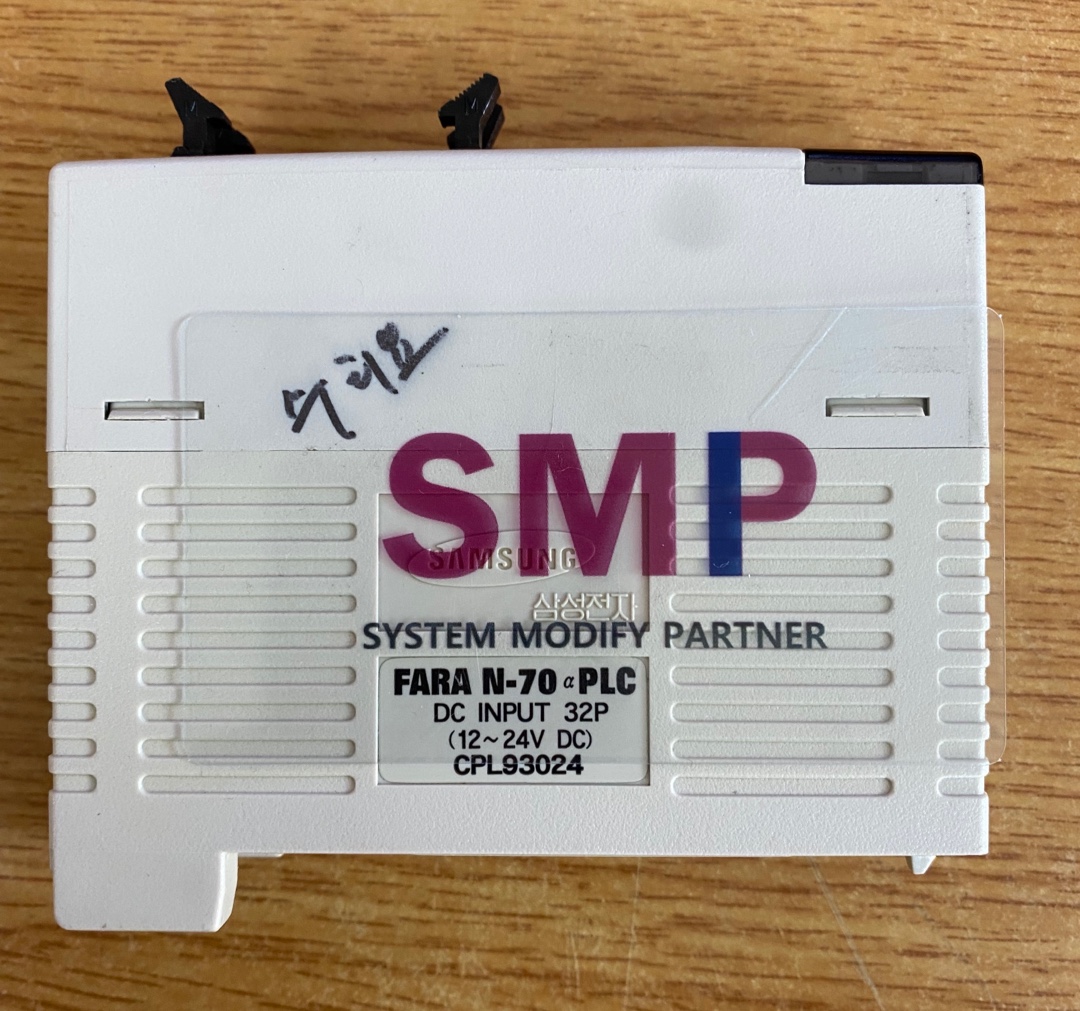 SMP
SAMSUNG
삼성전자
SYSTEM MODIFY PARTNER
FARA N-70 α PLC
DC INPUT 32P
(12~24V DC)
CPL93024